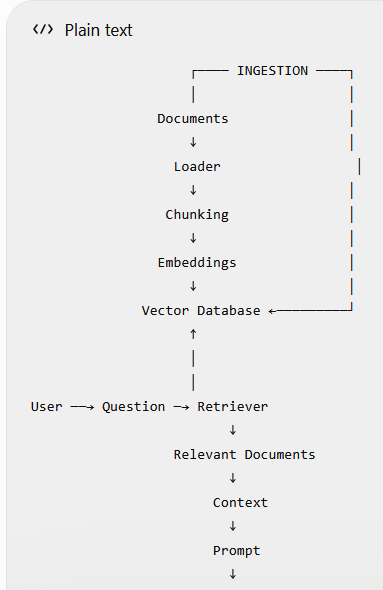 </> Plain text
┌──── INGESTION ────┐
│ │
Documents │
↓ │
Loader │
↓ │
Chunking │
↓ │
Embeddings │
↓ │
Vector Database ←─────────┘
↑
│
│
User ──→ Question ─→ Retriever
↓
Relevant Documents
↓
Context
↓
Prompt
↓